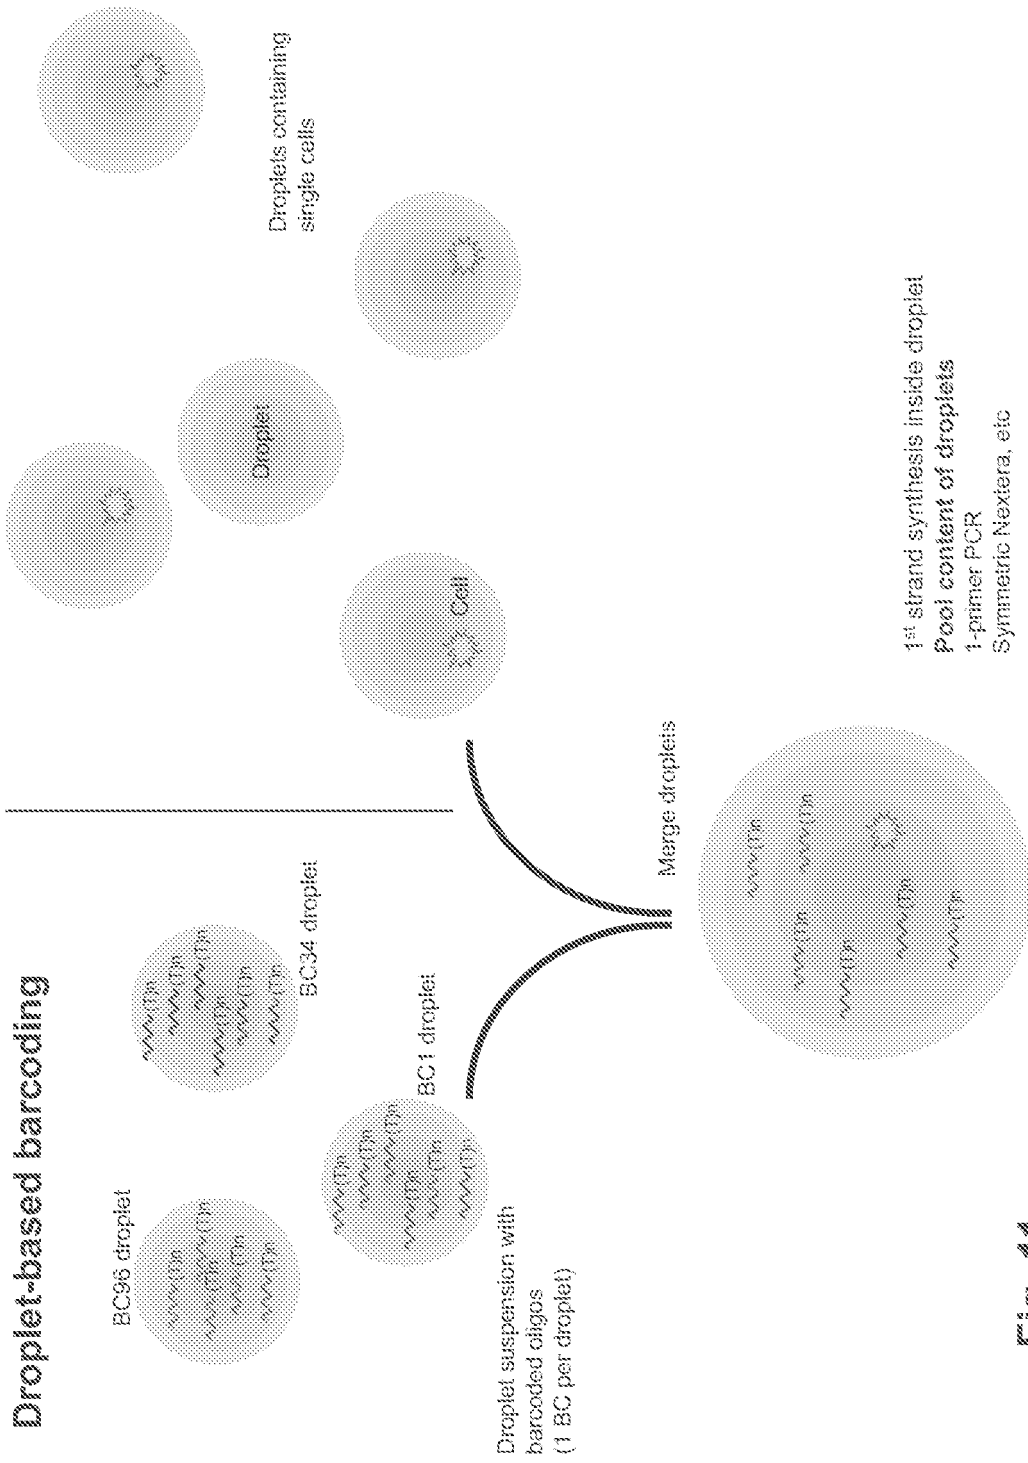 Droplet-based barcoding
BC96 droplet
(T)n
(T)n
(T)n
(T)n
(T)n
BC34 droplet
(T)n
(T)n
(T)n
(T)n
(T)n
(T)n
BC1 droplet
(T)n
(T)n
(T)n
(T)n
(T)n
(T)n
Droplet suspension with
barcoded oligos
(1 BC per droplet)
Droplet
Cell
Droplets containing
single cells
Merge droplets
(T)n
(T)n
(T)n
(T)n
(T)n
(T)n
1st strand synthesis inside droplet
Pool content of droplets
1-primer PCR
Symmetric Nextera, etc
Fig. 11